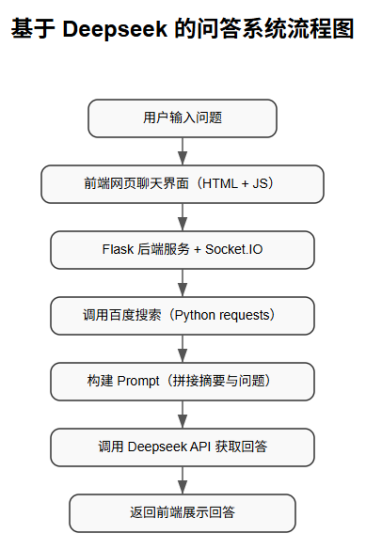 基于 Deepseek 的问答系统流程图
用户输入问题
前端网页聊天界面（HTML + JS）
Flask 后端服务 + Socket.IO
调用百度搜索（Python requests）
构建 Prompt（拼接摘要与问题）
调用 Deepseek API 获取回答
返回前端展示回答